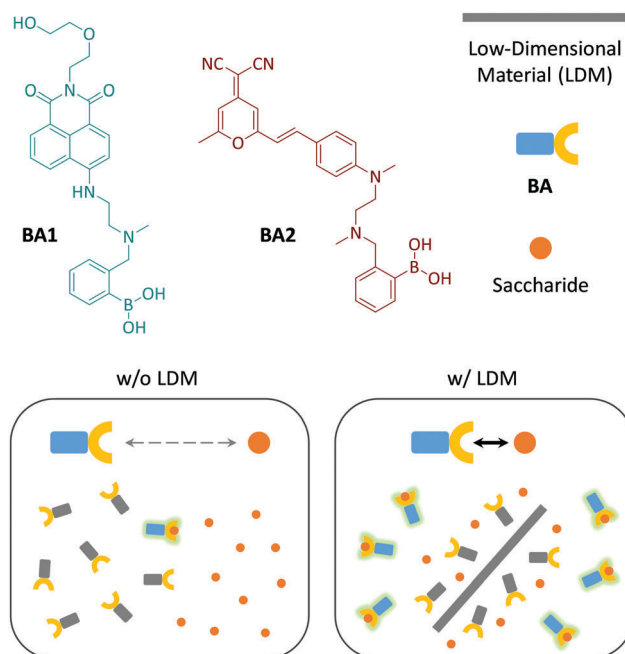 HO
O
O
N
O
HN
N
BA1
B
OH
OH
NC
CN
O
N
N
BA2
OH
B
OH
Low-Dimensional
Material (LDM)
BA
Saccharide
w/o LDM
w/ LDM